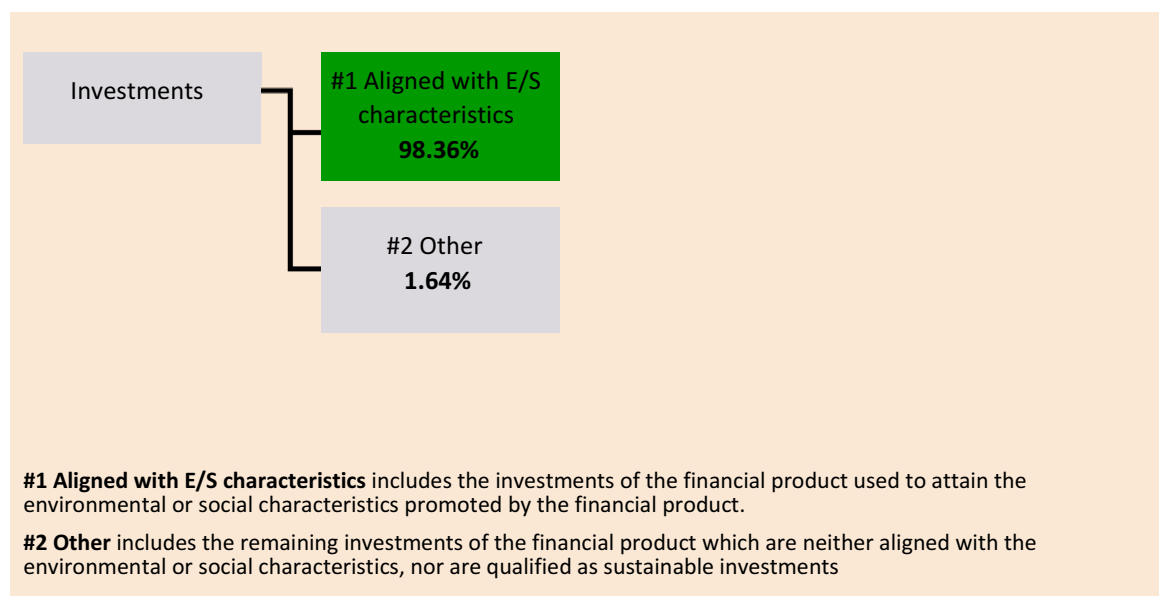 Investments
#1 Aligned with E/S
characteristics
98.36%
#2 Other
1.64%
#1 Aligned with E/S characteristics includes the investments of the financial product used to attain the
environmental or social characteristics promoted by the financial product.
#2 Other includes the remaining investments of the financial product which are neither aligned with the
environmental or social characteristics, nor are qualified as sustainable investments